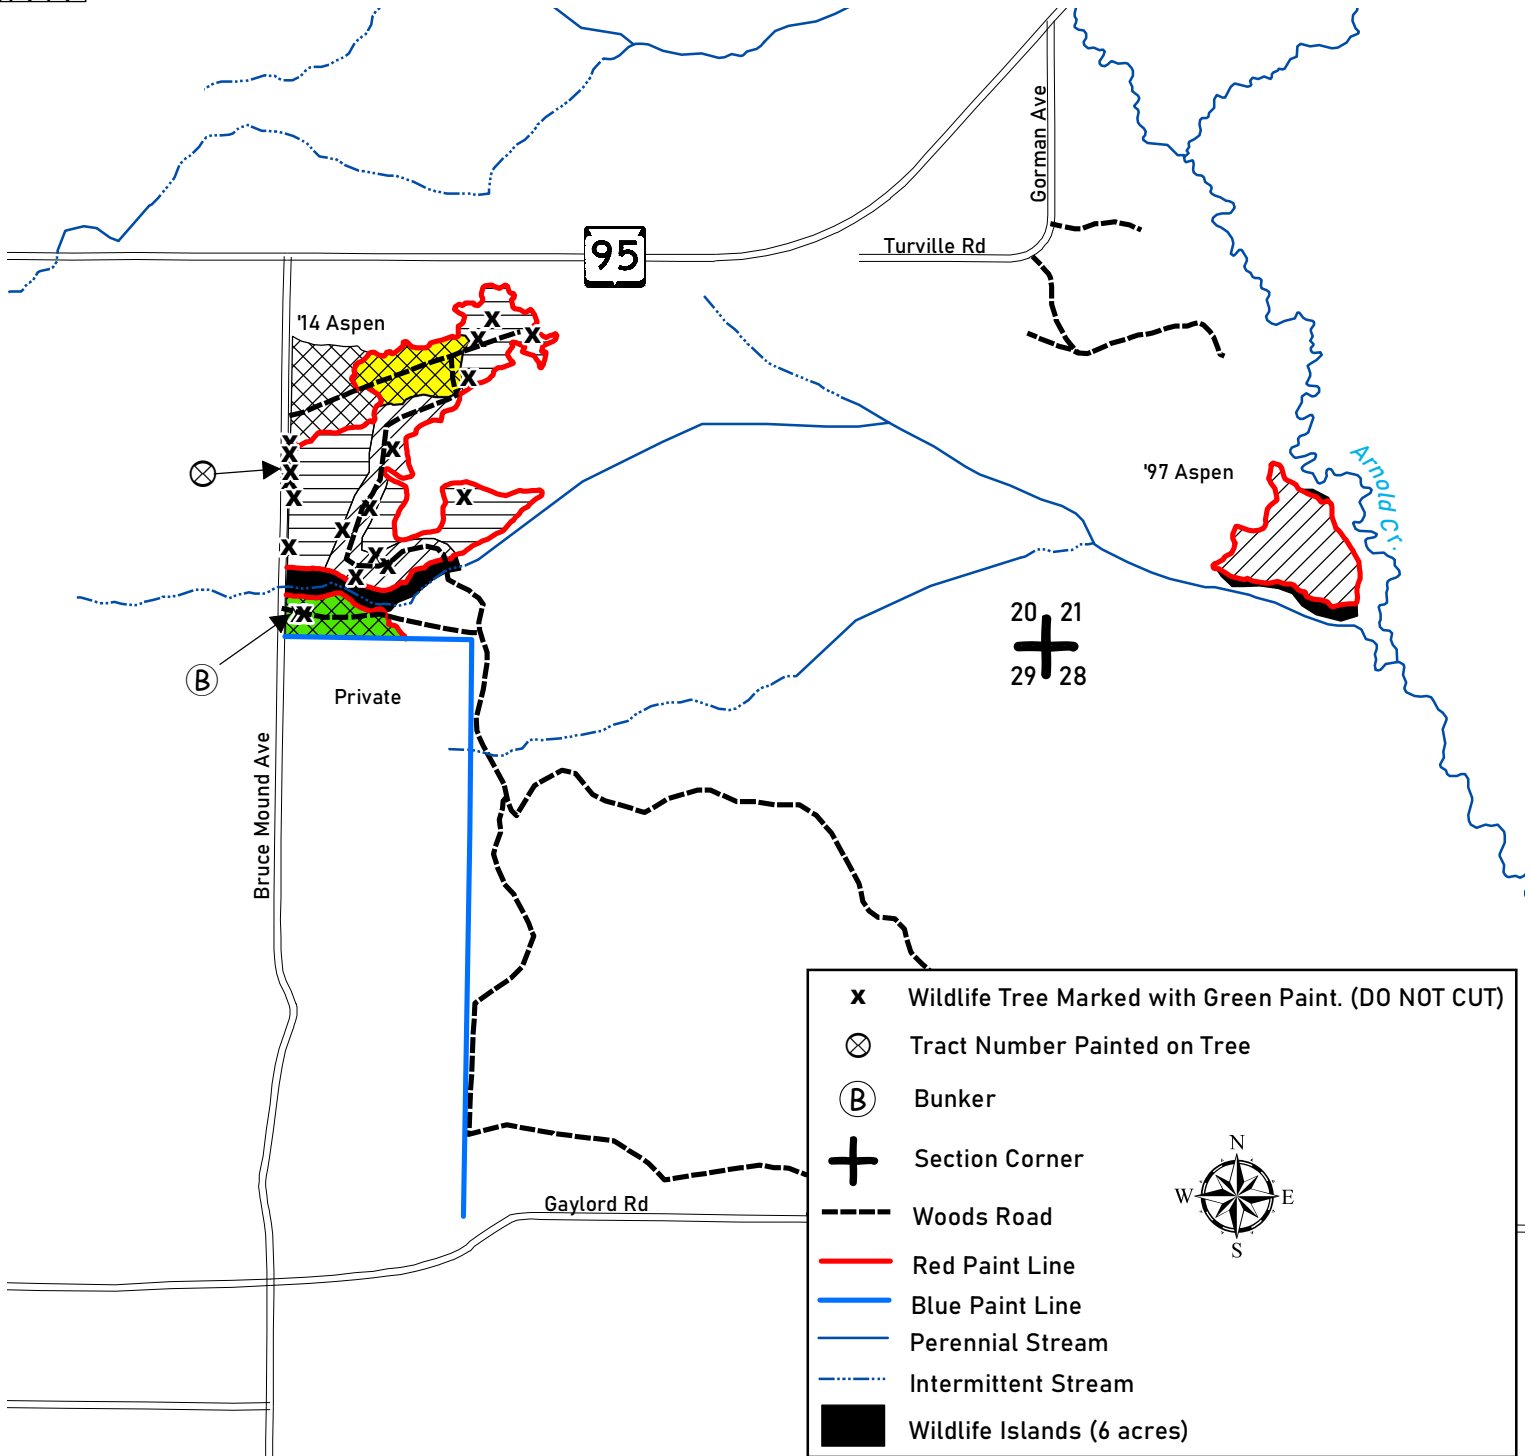 Gorman Ave
Turville Rd
95
'14 Aspen
'97 Aspen
Arnold Cr.
20 21
29 28
B
Private
Bruce Mound Ave
Gaylord Rd
x Wildlife Tree Marked with Green Paint. (DO NOT CUT)
Tract Number Painted on Tree
B Bunker
Section Corner
Woods Road
Red Paint Line
Blue Paint Line
Perennial Stream
Intermittent Stream
Wildlife Islands (6 acres)
N
W E
S